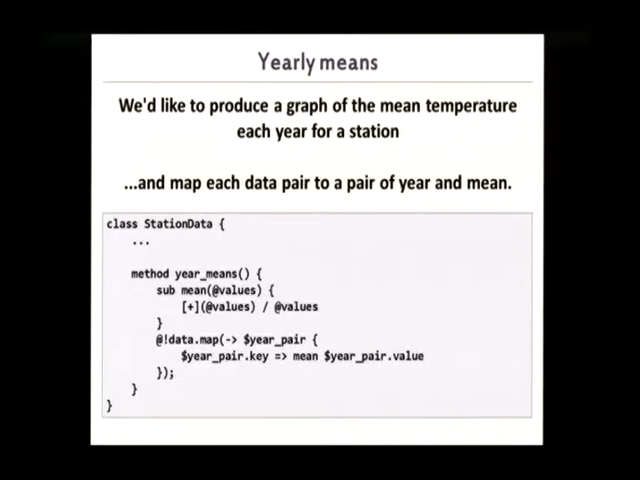 Yearly means
We'd like to produce a graph of the mean temperature
each year for a station
...and map each data pair to a pair of year and mean.
class StationData {
...
method year_means() {
sub mean(@values) {
[+](@values) / @values
}
@!data.map(-> $year_pair {
$year_pair.key => mean $year_pair.value
});
}
}